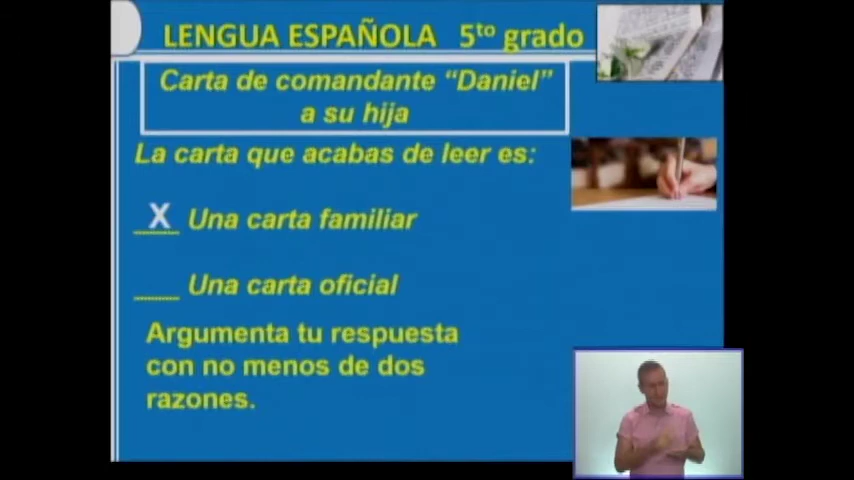 LENGUA ESPAÑOLA 5to grado
Carta de comandante “Daniel”
a su hija
La carta que acabas de leer es:
X Una carta familiar
____ Una carta oficial
Argumenta tu respuesta
con no menos de dos
razones.